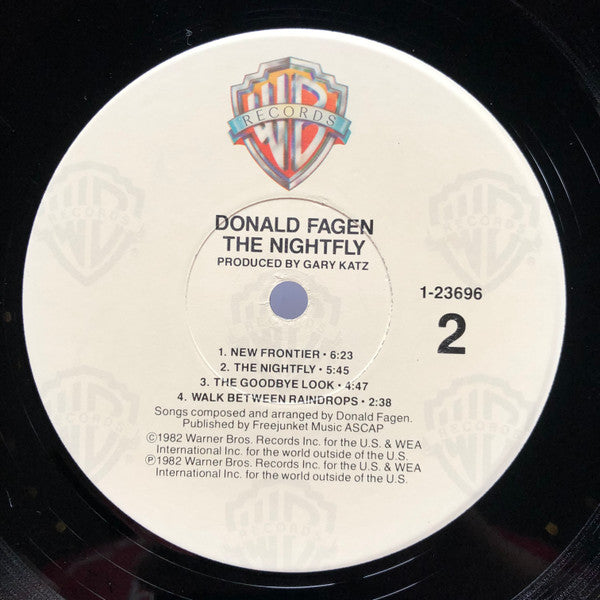 WB
RECORDS
®
DONALD FAGEN
THE NIGHTFLY
PRODUCED BY GARY KATZ
1-23696
2
1. NEW FRONTIER • 6:23
2. THE NIGHTFLY • 5:45
3. THE GOODBYE LOOK • 4:47
4. WALK BETWEEN RAINDROPS • 2:38
Songs composed and arranged by Donald Fagen.
Published by Freejunket Music ASCAP
©1982 Warner Bros. Records Inc. for the U.S. & WEA
International Inc. for the world outside of the U.S.
℗1982 Warner Bros. Records Inc. for the U.S. & WEA
International Inc. for the world outside of the U.S.